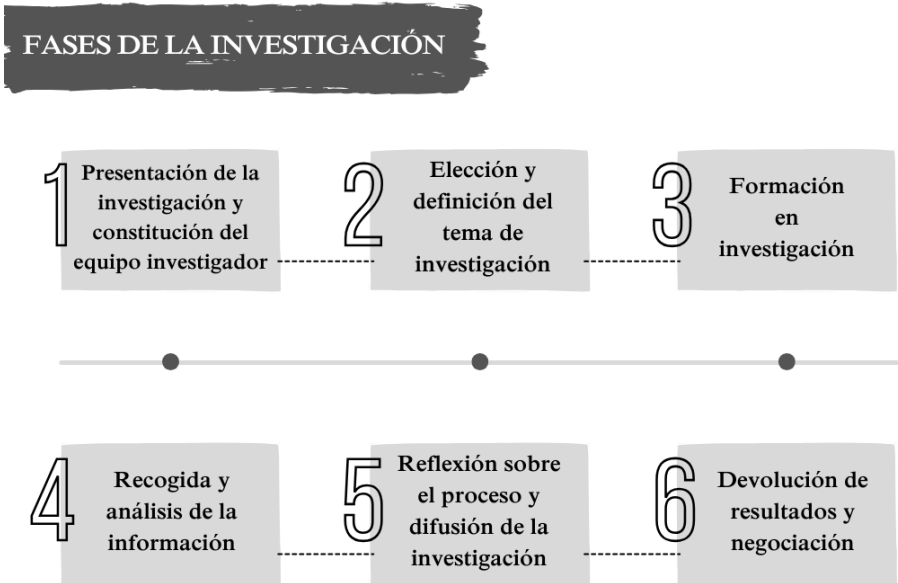 FASES DE LA INVESTIGACIÓN
1
Presentación de la
investigación y
constitución del
equipo investigador
2
Elección y
definición del
tema de
investigación
3
Formación
en
investigación
4
Recogida y
análisis de la
información
5
Reflexión sobre
el proceso y
difusión de la
investigación
6
Devolución de
resultados y
negociación